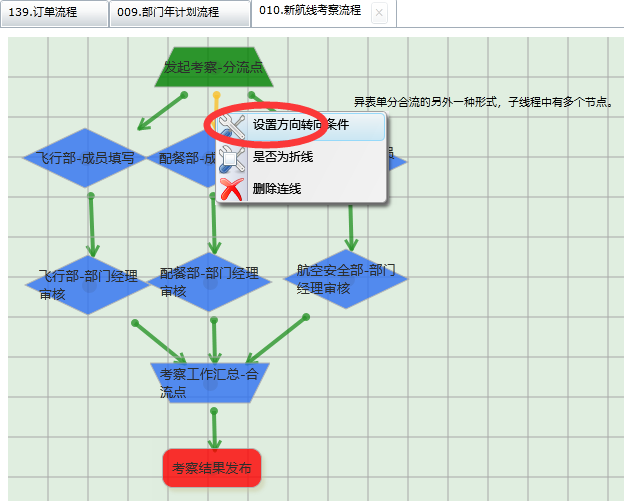 139.订单流程
009.部门年计划流程
010.新航线考察流程
发起考察-分流点
异表单分合流的另外一种形式，子线程中有多个节点。
设置方向转向条件
是否为折线
删除连线
飞行部-成员填写
配餐部-成
员
飞行部-部门经理
审核
配餐部-部门经理
审核
航空安全部-部门
经理审核
考察工作汇总-合
流点
考察结果发布